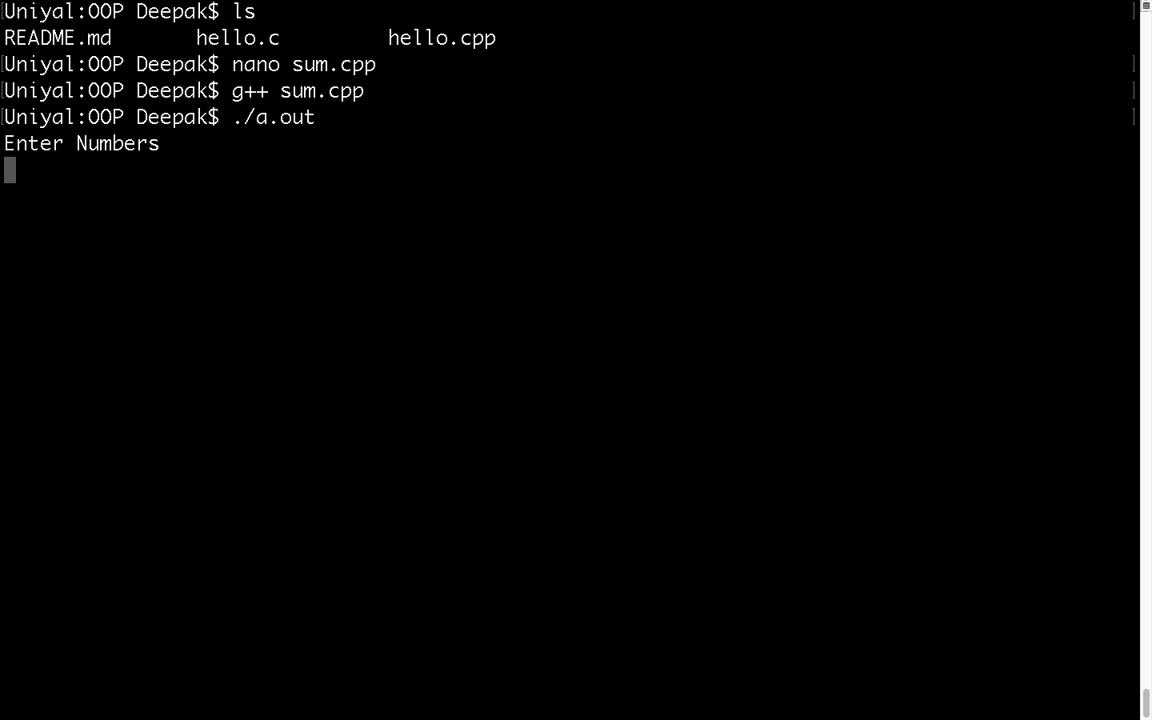 [Uniyal:OOP Deepak$ ls ]
README.md hello.c hello.cpp
[Uniyal:OOP Deepak$ nano sum.cpp ]
[Uniyal:OOP Deepak$ g++ sum.cpp ]
[Uniyal:OOP Deepak$ ./a.out ]
Enter Numbers